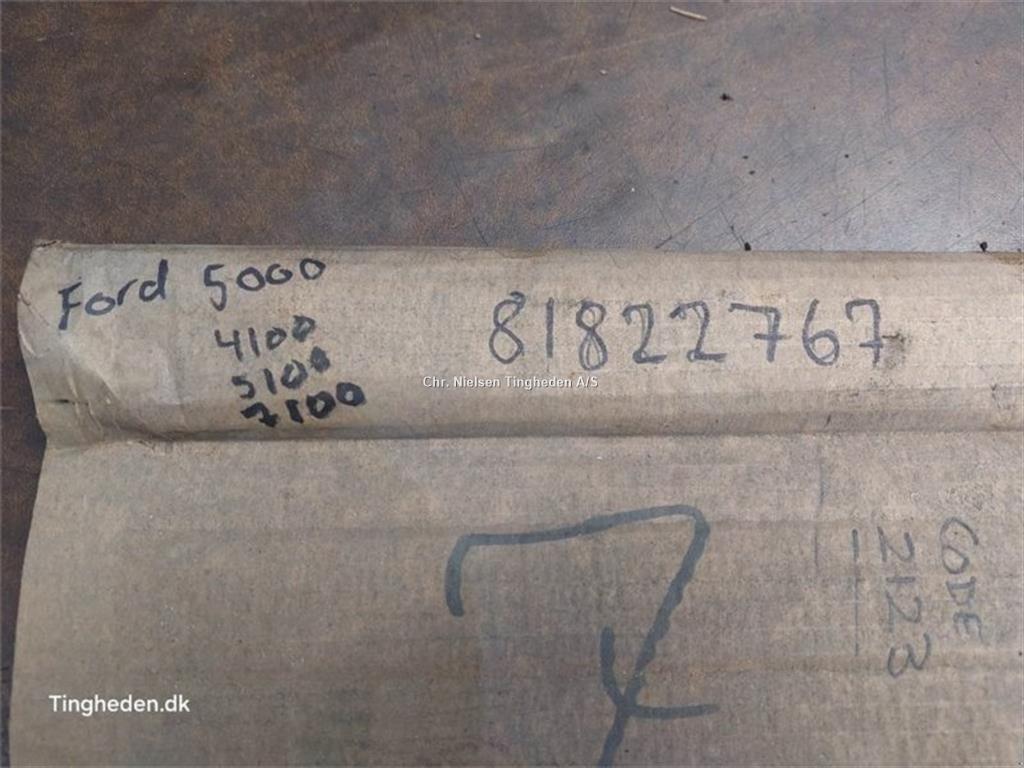 Ford 5000
4100
5100
7100
81822767
Chr. Nielsen Tingheden A/S
7
CODE
2123
Tingheden.dk